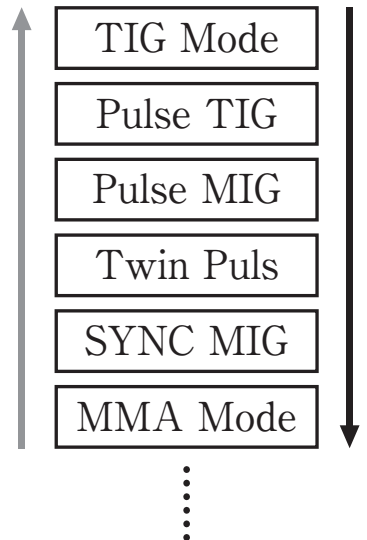 TIG Mode
Pulse TIG
Pulse MIG
Twin Puls
SYNC MIG
MMA Mode